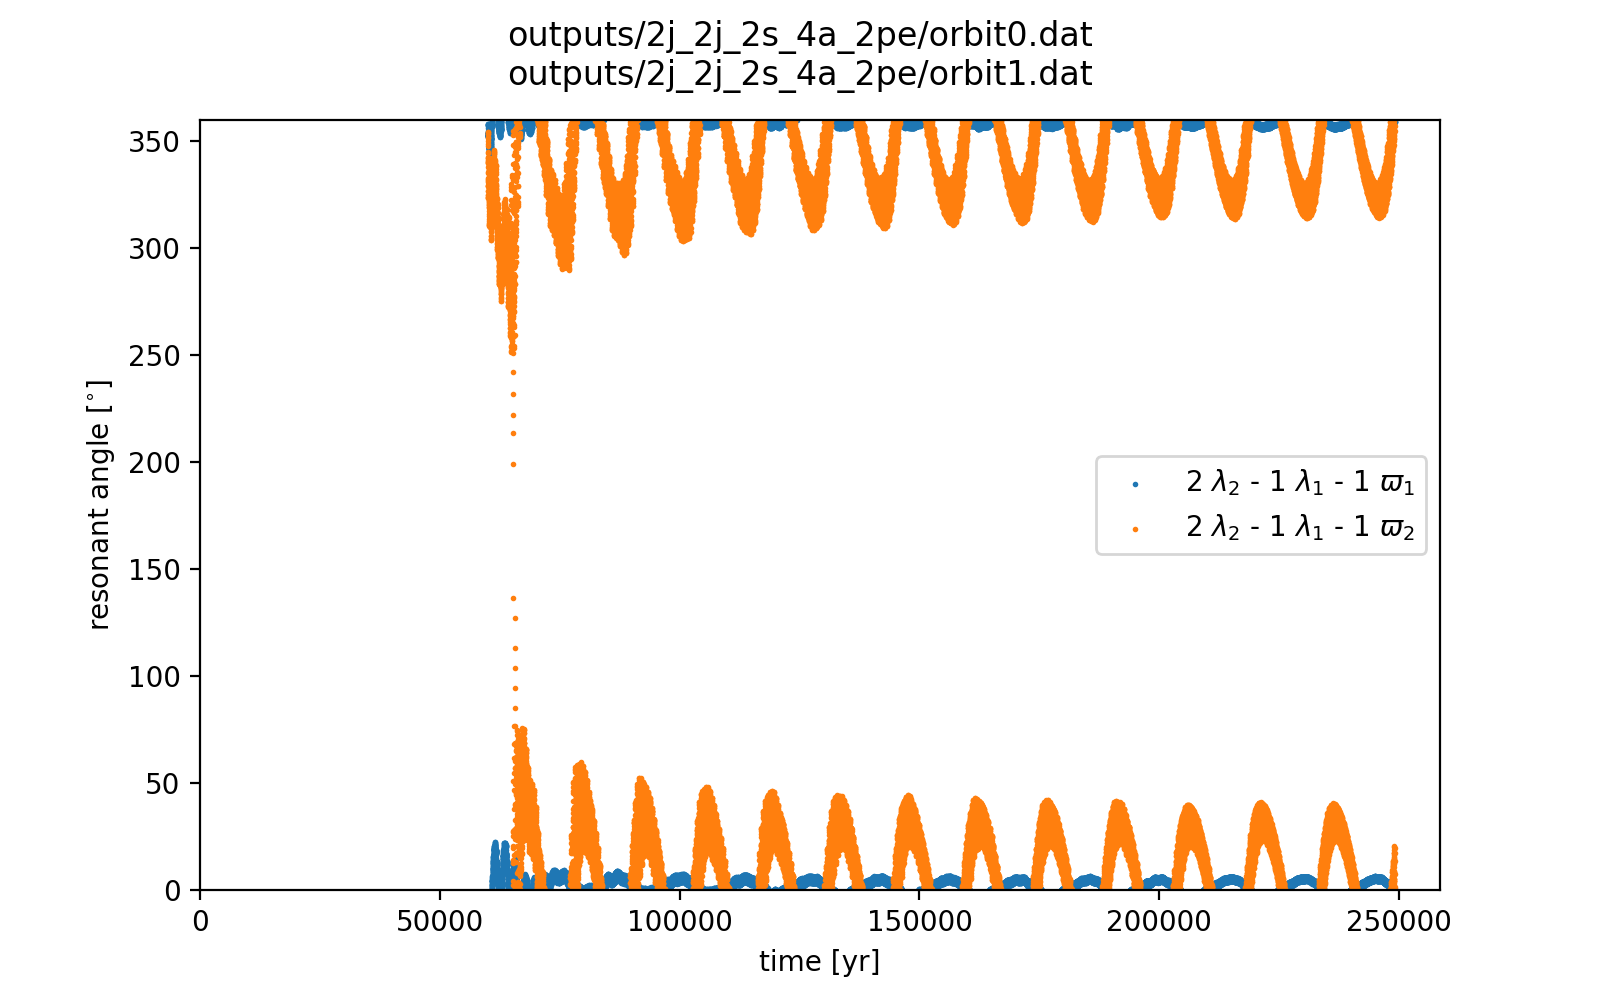 outputs/2j_2j_2s_4a_2pe/orbit0.dat
outputs/2j_2j_2s_4a_2pe/orbit1.dat
350
300
250
200
150
100
50
0
resonant angle [°]
2 λ₂ - 1 λ₁ - 1 ϖ₁
2 λ₂ - 1 λ₁ - 1 ϖ₂
0 50000 100000 150000 200000 250000
time [yr]